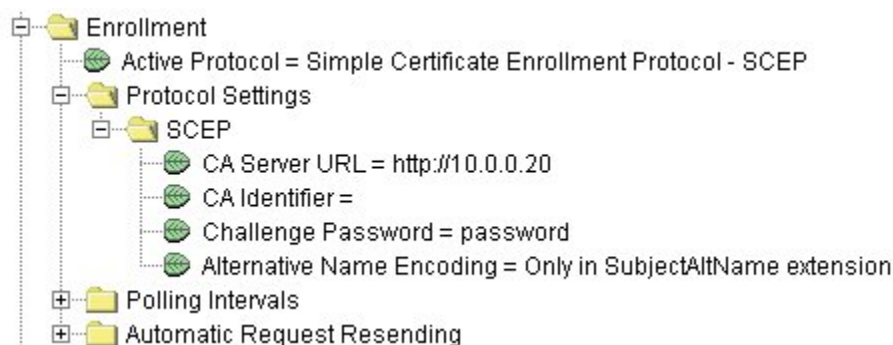 Enrollment
Active Protocol = Simple Certificate Enrollment Protocol - SCEP
Protocol Settings
SCEP
CA Server URL = http://10.0.0.20
CA Identifier =
Challenge Password = password
Alternative Name Encoding = Only in SubjectAltName extension
Polling Intervals
Automatic Request Resending